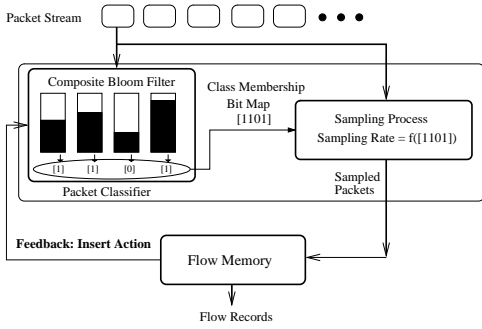 Packet Stream
Composite Bloom Filter
[1] [1] [0] [1]
Packet Classifier
Class Membership
Bit Map
[1101]
Sampling Process
Sampling Rate = f([1101])
Sampled
Packets
Feedback: Insert Action
Flow Memory
Flow Records